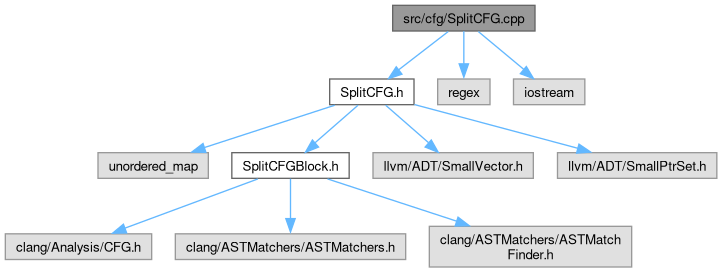 src/cfg/SplitCFG.cpp
SplitCFG.h
regex
iostream
unordered_map
SplitCFGBlock.h
llvm/ADT/SmallVector.h
llvm/ADT/SmallPtrSet.h
clang/Analysis/CFG.h
clang/ASTMatchers/ASTMatchers.h
clang/ASTMatchers/ASTMatch
Finder.h